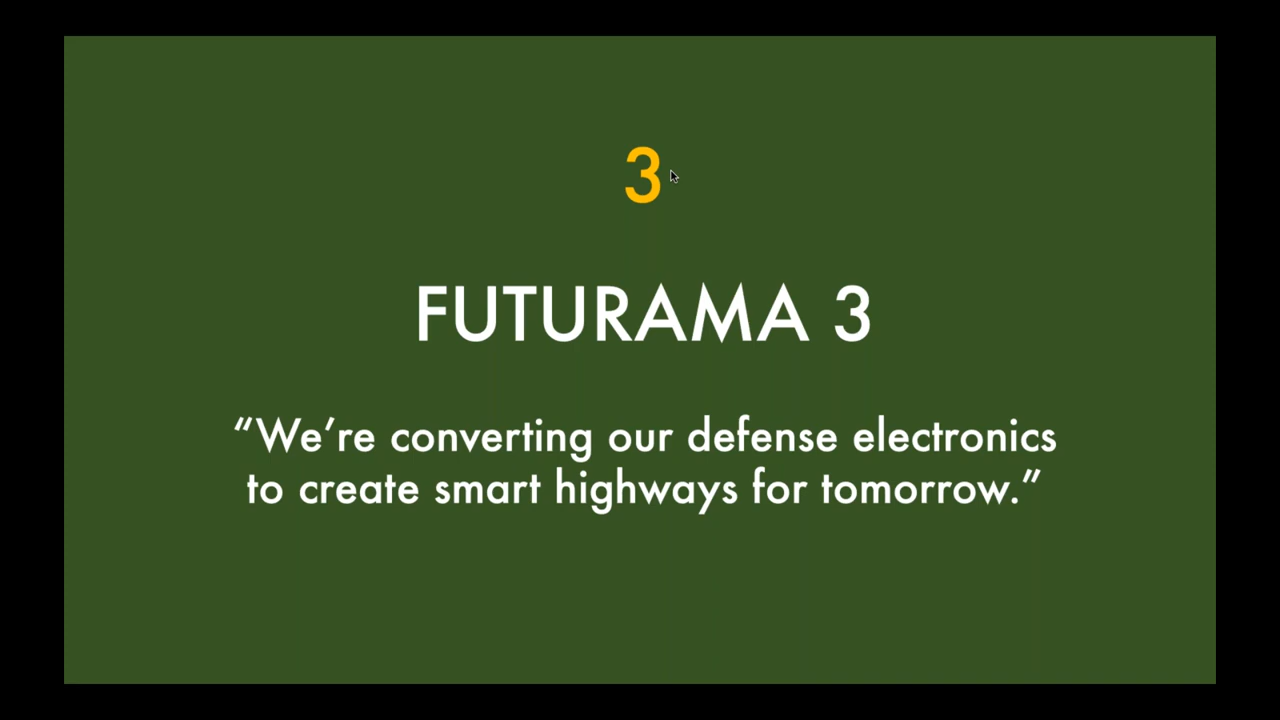 3
FUTURAMA 3
“We’re converting our defense electronics
to create smart highways for tomorrow.”